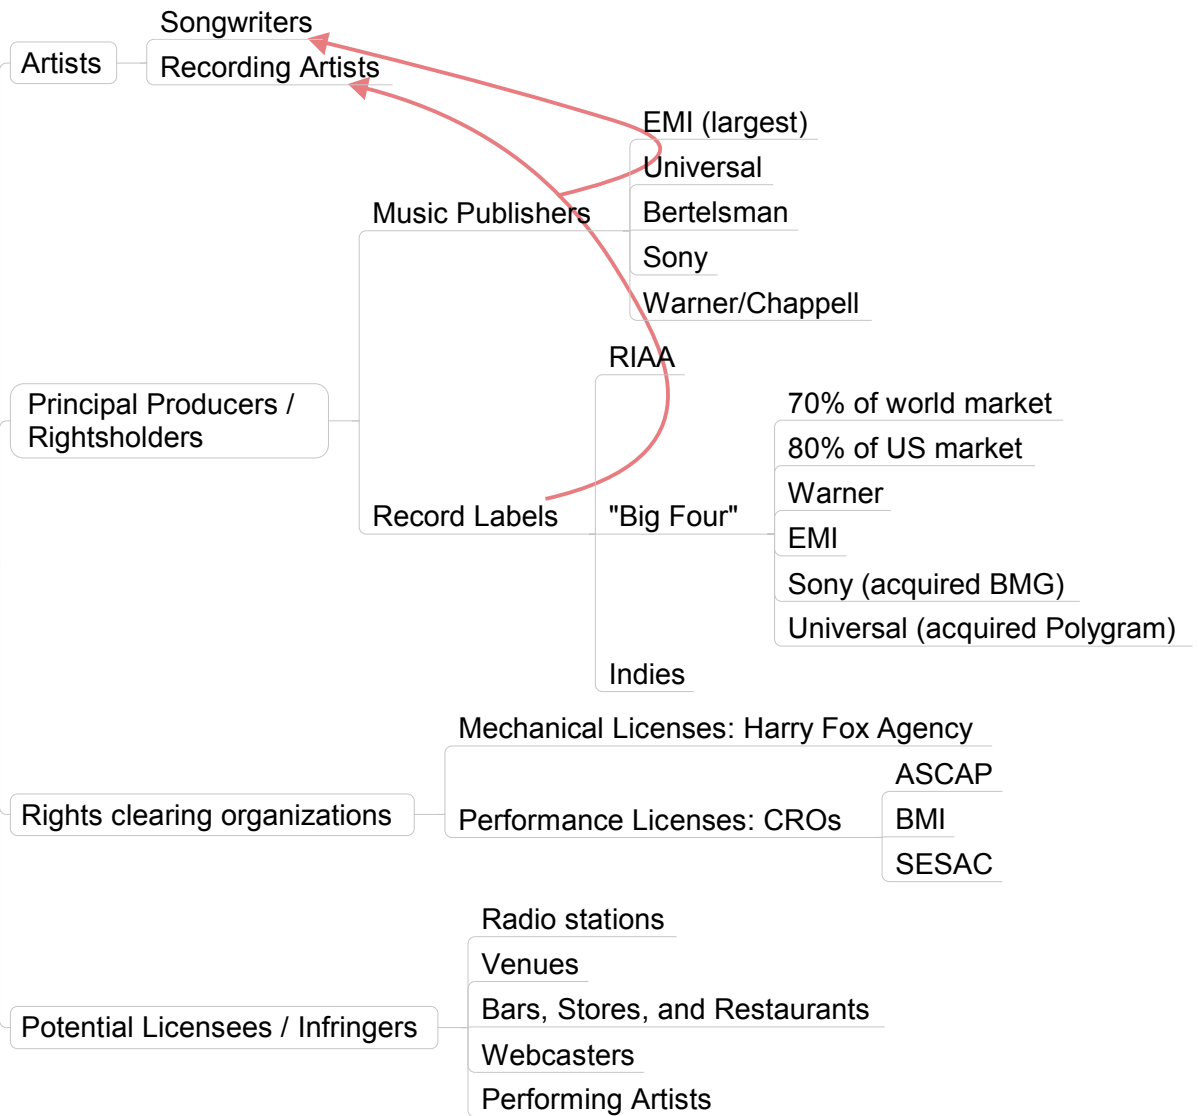 Songwriters
Artists
Recording Artists
EMI (largest)
Universal
Music Publishers
Bertelsman
Sony
Warner/Chappell
RIAA
Principal Producers /
Rightsholders
70% of world market
80% of US market
Warner
Record Labels
"Big Four"
EMI
Sony (acquired BMG)
Universal (acquired Polygram)
Indies
Mechanical Licenses: Harry Fox Agency
ASCAP
Rights clearing organizations
Performance Licenses: CROs
BMI
SESAC
Radio stations
Venues
Bars, Stores, and Restaurants
Potential Licensees / Infringers
Webcasters
Performing Artists